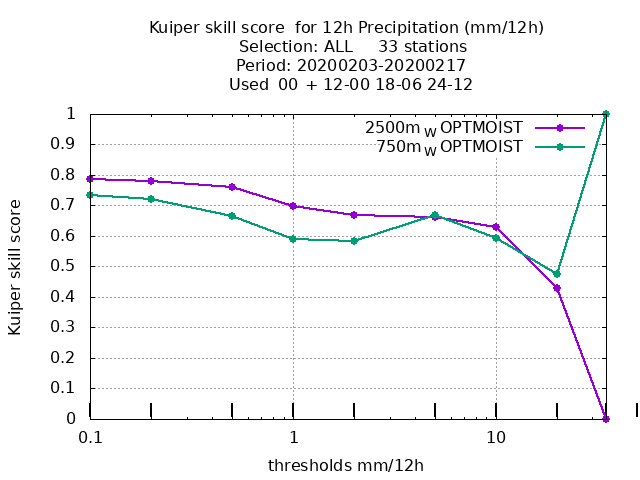 Kuiper skill score  for 12h Precipitation (mm/12h)
Selection: ALL     33 stations
Period: 20200203-20200217
Used  00  + 12-00 18-06 24-12
2500m W OPTMOIST
750m W OPTMOIST
1
0.9
0.8
0.7
0.6
0.5
0.4
0.3
0.2
0.1
0
Kuiper skill score
0.1 1 10
thresholds mm/12h